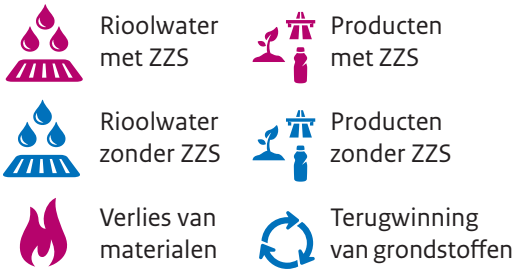 Rioolwater
met ZZS
Producten
met ZZS
Rioolwater
zonder ZZS
Producten
zonder ZZS
Verlies van
materialen
Terugwinning
van grondstoffen